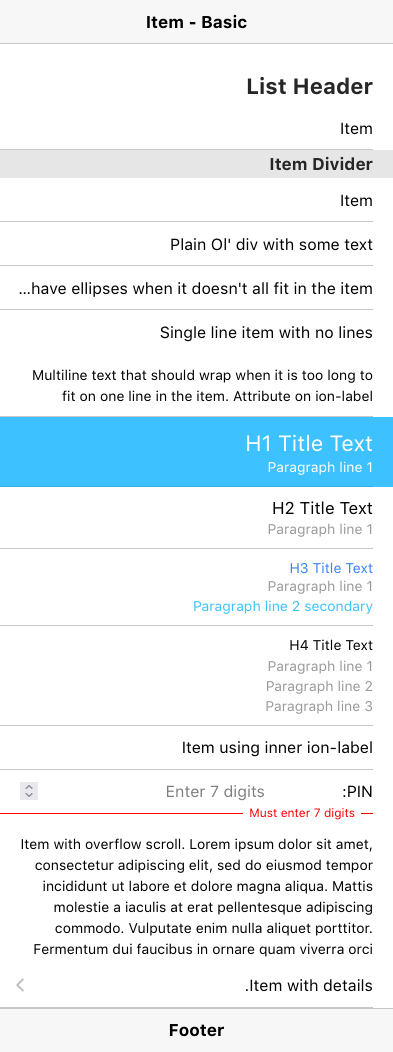 Item - Basic
List Header
Item
Item Divider
Item
Plain Ol' div with some text
...have ellipses when it doesn't all fit in the item
Single line item with no lines
Multiline text that should wrap when it is too long to
fit on one line in the item. Attribute on ion-label
H1 Title Text
Paragraph line 1
H2 Title Text
Paragraph line 1
H3 Title Text
Paragraph line 1
Paragraph line 2 secondary
H4 Title Text
Paragraph line 1
Paragraph line 2
Paragraph line 3
Item using inner ion-label
:PIN Enter 7 digits
Must enter 7 digits
Item with overflow scroll. Lorem ipsum dolor sit amet,
consectetur adipiscing elit, sed do eiusmod tempor
incididunt ut labore et dolore magna aliqua. Mattis
molestie a iaculis at erat pellentesque adipiscing
commodo. Vulputate enim nulla aliquet porttitor.
Fermentum dui faucibus in ornare quam viverra orci
.Item with details
Footer